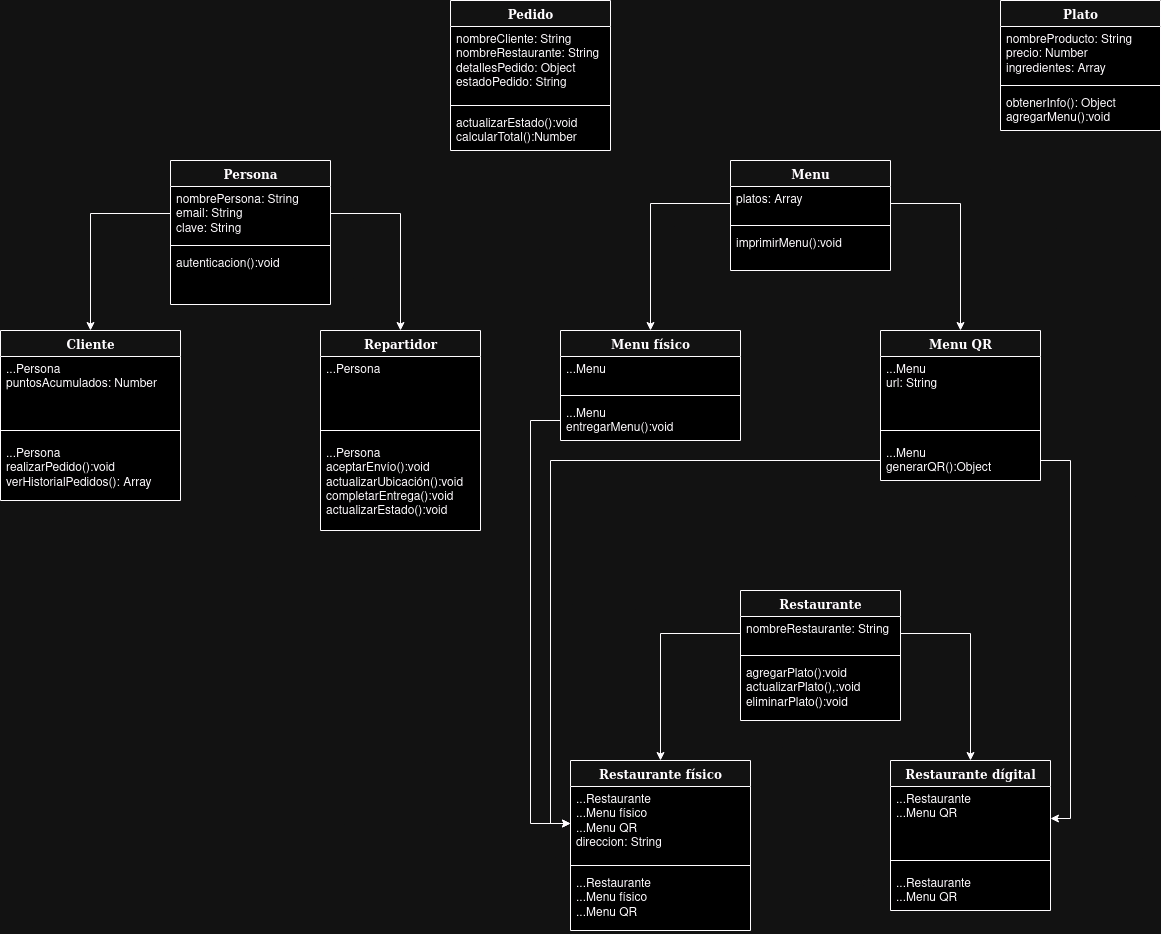 Pedido
nombreCliente: String
nombreRestaurante: String
detallesPedido: Object
estadoPedido: String
actualizarEstado():void
calcularTotal():Number
Plato
nombreProducto: String
precio: Number
ingredientes: Array
obtenerInfo(): Object
agregarMenu():void
Persona
nombrePersona: String
email: String
clave: String
autenticacion():void
Menu
platos: Array
imprimirMenu():void
Cliente
...Persona
puntosAcumulados: Number
...Persona
realizarPedido():void
verHistorialPedidos(): Array
Repartidor
...Persona
...Persona
aceptarEnvío():void
actualizarUbicación():void
completarEntrega():void
actualizarEstado():void
Menu físico
...Menu
...Menu
entregarMenu():void
Menu QR
...Menu
url: String
...Menu
generarQR():Object
Restaurante
nombreRestaurante: String
agregarPlato():void
actualizarPlato(),:void
eliminarPlato():void
Restaurante físico
...Restaurante
...Menu físico
...Menu QR
direccion: String
...Restaurante
...Menu físico
...Menu QR
Restaurante dígital
...Restaurante
...Menu QR
...Restaurante
...Menu QR